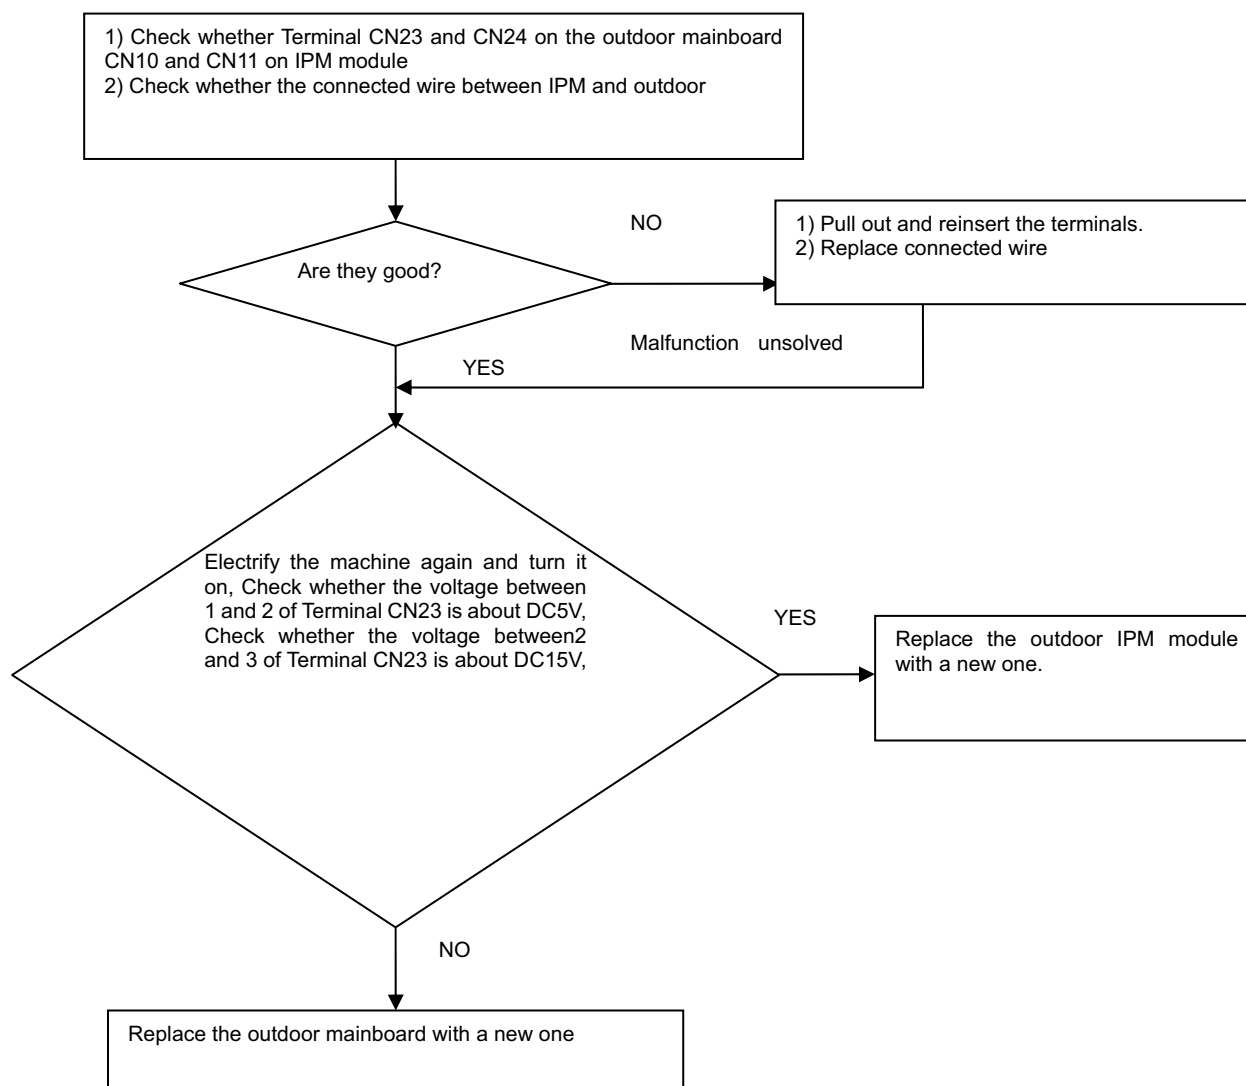 1) Check whether Terminal CN23 and CN24 on the outdoor mainboard
CN10 and CN11 on IPM module
2) Check whether the connected wire between IPM and outdoor
NO
1) Pull out and reinsert the terminals.
2) Replace connected wire
Are they good?
Malfunction unsolved
YES
Electrify the machine again and turn it
on, Check whether the voltage between
1 and 2 of Terminal CN23 is about DC5V,
Check whether the voltage between2
and 3 of Terminal CN23 is about DC15V,
YES
Replace the outdoor IPM module
with a new one.
NO
Replace the outdoor mainboard with a new one